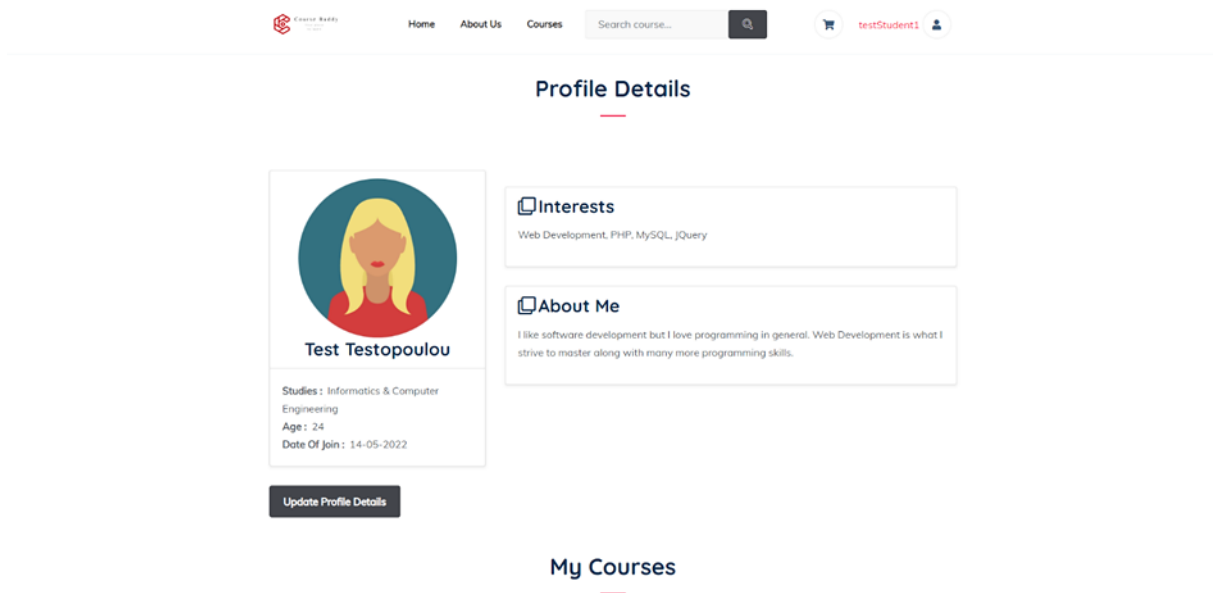 Course Buddy
Home About Us Courses Search course... testStudent1
Profile Details
Test Testopoulou
Studies : Informatics & Computer
Engineering
Age : 24
Date Of Join : 14-05-2022
Update Profile Details
Interests
Web Development, PHP, MySQL, JQuery
About Me
I like software development but I love programming in general. Web Development is what I
strive to master along with many more programming skills.
My Courses